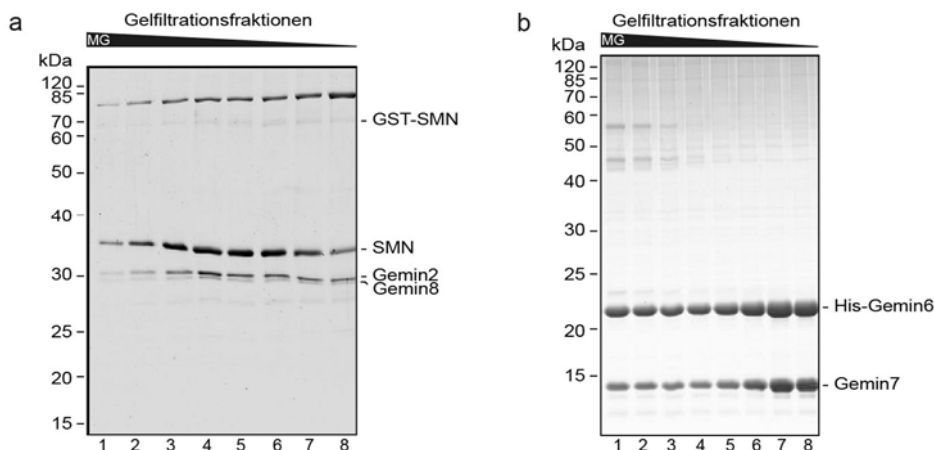 a
Gelfiltrationsfraktionen
MG
kDa
120
85
70
60
50
40
30
25
20
15
GST-SMN
SMN
Gemin2
Gemin8
1 2 3 4 5 6 7 8
b
Gelfiltrationsfraktionen
MG
kDa
120
85
70
60
50
40
30
25
20
15
His-Gemin6
Gemin7
1 2 3 4 5 6 7 8